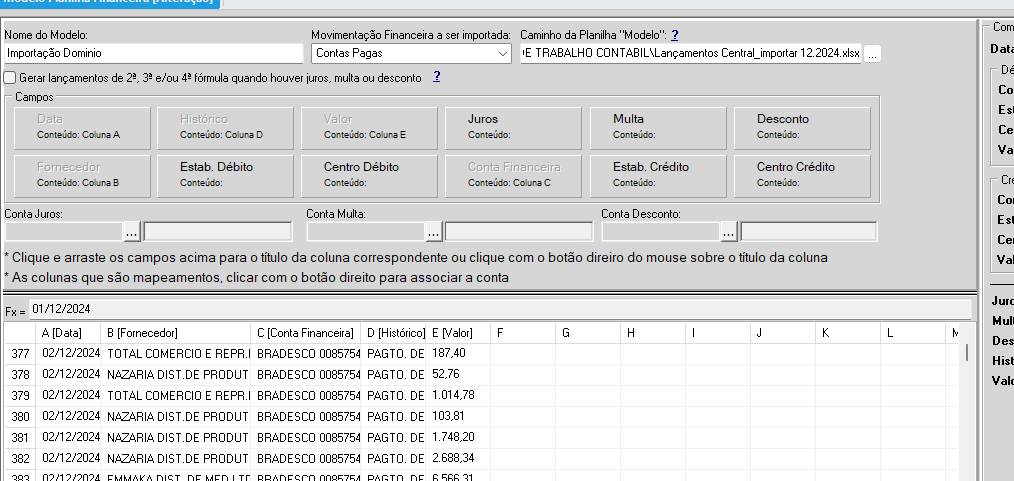 Modelo Planilha Financeira [Alteração]
Nome do Modelo:
Movimentação Financeira a ser importada:
Caminho da Planilha "Modelo": ?
Importação Dominio
Contas Pagas
E TRABALHO CONTABIL\Lançamentos Central_importar 12.2024.xlsx ...
Gerar lançamentos de 2ª, 3ª e/ou 4ª fórmula quando houver juros, multa ou desconto ?
Campos
Data
Conteúdo: Coluna A
Histórico
Conteúdo: Coluna D
Valor
Conteúdo: Coluna E
Juros
Conteúdo:
Multa
Conteúdo:
Desconto
Conteúdo:
Fornecedor
Conteúdo: Coluna B
Estab. Débito
Conteúdo:
Centro Débito
Conteúdo:
Conta Financeira
Conteúdo: Coluna C
Estab. Crédito
Conteúdo:
Centro Crédito
Conteúdo:
Conta Juros: ...
Conta Multa: ...
Conta Desconto: ...
* Clique e arraste os campos acima para o título da coluna correspondente ou clique com o botão direiro do mouse sobre o título da coluna
* As colunas que são mapeamentos, clicar com o botão direito para associar a conta
Fx = 01/12/2024
A [Data] B [Fornecedor] C [Conta Financeira] D [Histórico] E [Valor] F G H I J K L
377 02/12/2024 TOTAL COMERCIO E REPR. BRADESCO 0085754 PAGTO. DE 187,40
378 02/12/2024 NAZARIA DIST.DE PRODUT BRADESCO 0085754 PAGTO. DE 52,76
379 02/12/2024 TOTAL COMERCIO E REPR. BRADESCO 0085754 PAGTO. DE 1.014,78
380 02/12/2024 NAZARIA DIST.DE PRODUT BRADESCO 0085754 PAGTO. DE 103,81
381 02/12/2024 NAZARIA DIST.DE PRODUT BRADESCO 0085754 PAGTO. DE 1.748,20
382 02/12/2024 NAZARIA DIST.DE PRODUT BRADESCO 0085754 PAGTO. DE 2.688,34
383 02/12/2024 EMMAKA DIST. DE MED.LTD BRADESCO 0085754 PAGTO. DE 6.566,31
Com
Data
Dé
Co
Est
Ce
Va
Cré
Con
Est
Cer
Val
Juro
Mul
Des
Hist
Valo